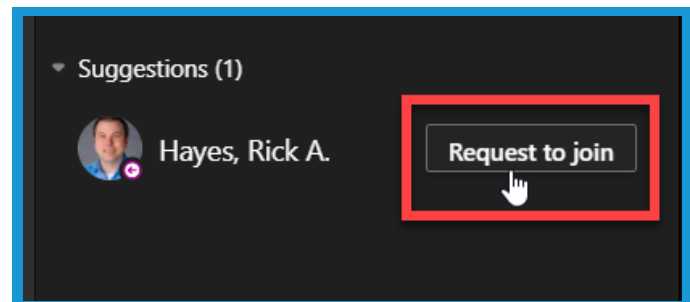 Suggestions (1)
Hayes, Rick A.
Request to join